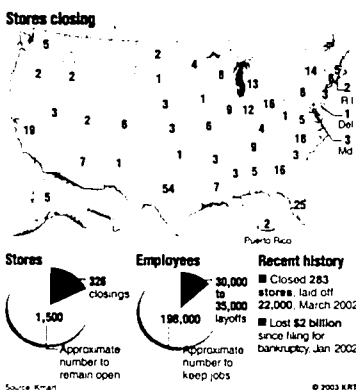 Stores closing
5
2
2
2
1
4
8
14
5
2
R.I.
1
Del.
3
Md.
13
3
2
6
3
1
9
12
16
8
3
1
5
19
3
6
4
18
9
7
1
1
3
3
5
16
3
54
7
5
25
2
Puerto Rico
Stores
326
closings
1,500
Approximate
number to
remain open
Employees
30,000
to
35,000
layoffs
198,000
Approximate
number to
keep jobs
Recent history
■ Closed 283
stores, laid off
22,000, March 2002
■ Lost $2 billion
since filing for
bankruptcy, Jan. 2002
Source: Kmart
© 2003 KRT